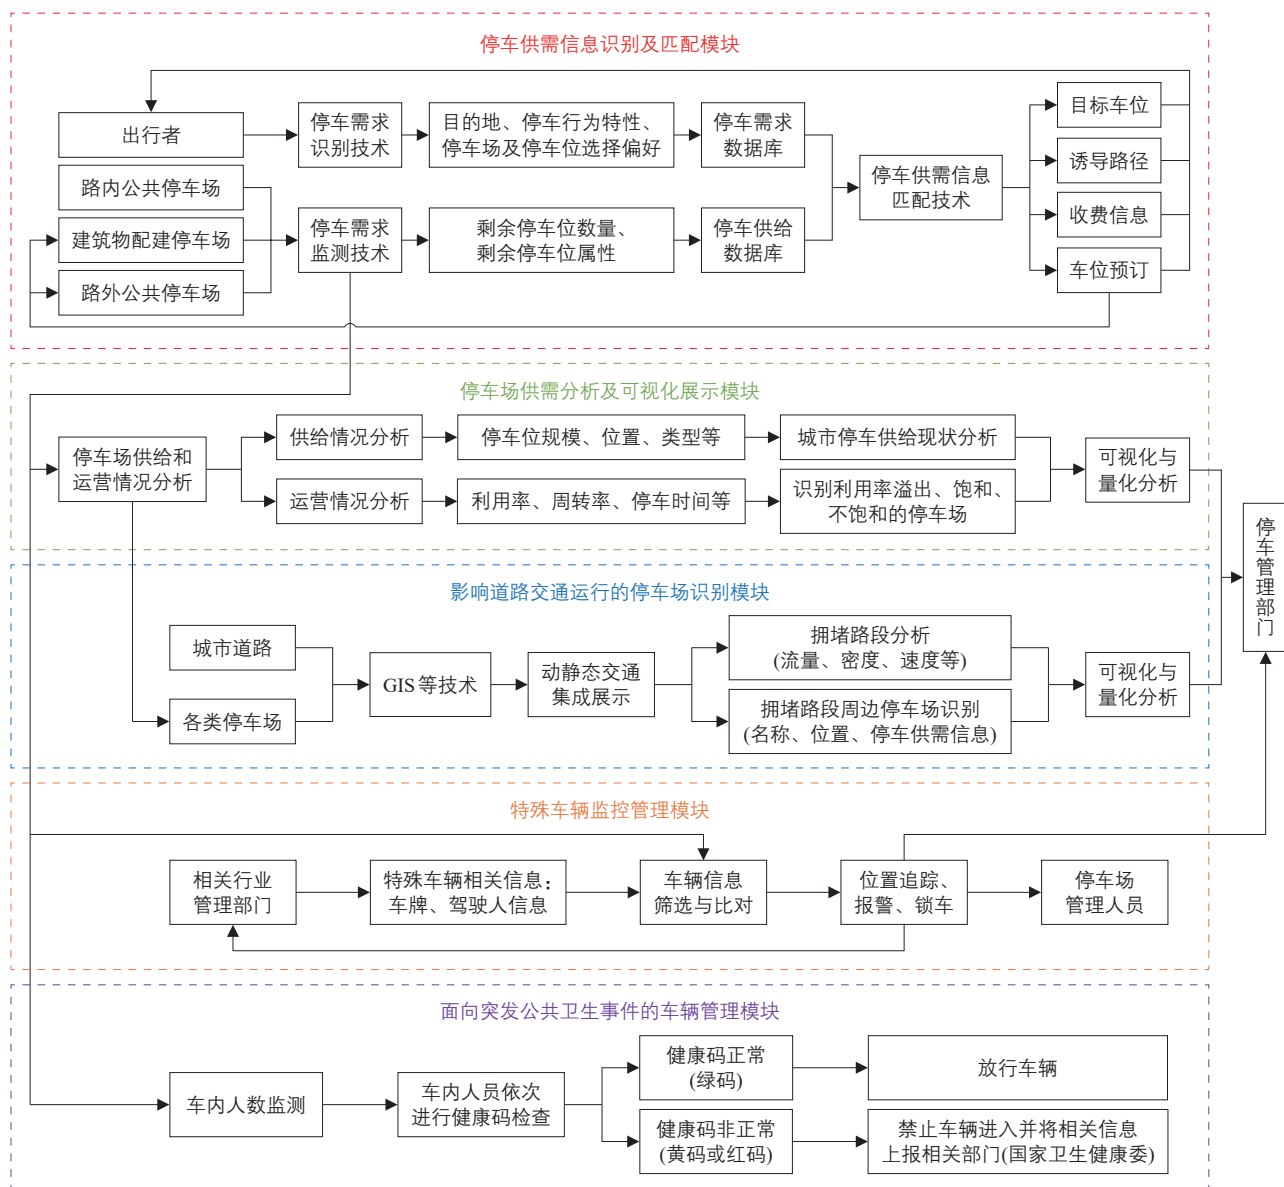 停车供需信息识别及匹配模块
出行者
停车需求
识别技术
目的地、停车行为特性、
停车场及停车位选择偏好
停车需求
数据库
路内公共停车场
建筑物配建停车场
路外公共停车场
停车需求
监测技术
剩余停车位数量、
剩余停车位属性
停车供给
数据库
停车供需信息
匹配技术
目标车位
诱导路径
收费信息
车位预订
停车场供需分析及可视化展示模块
停车场供给和
运营情况分析
供给情况分析
停车位规模、位置、类型等
城市停车供给现状分析
运营情况分析
利用率、周转率、停车时间等
识别利用率溢出、饱和、
不饱和的停车场
可视化与
量化分析
停车管理部门
影响道路交通运行的停车场识别模块
城市道路
各类停车场
GIS等技术
动静态交通
集成展示
拥堵路段分析
(流量、密度、速度等)
拥堵路段周边停车场识别
(名称、位置、停车供需信息)
可视化与
量化分析
特殊车辆监控管理模块
相关行业
管理部门
特殊车辆相关信息：
车牌、驾驶人信息
车辆信息
筛选与比对
位置追踪、
报警、锁车
停车场
管理人员
面向突发公共卫生事件的车辆管理模块
车内人数监测
车内人员依次
进行健康码检查
健康码正常
(绿码)
放行车辆
健康码非正常
(黄码或红码)
禁止车辆进入并将相关信息
上报相关部门(国家卫生健康委)